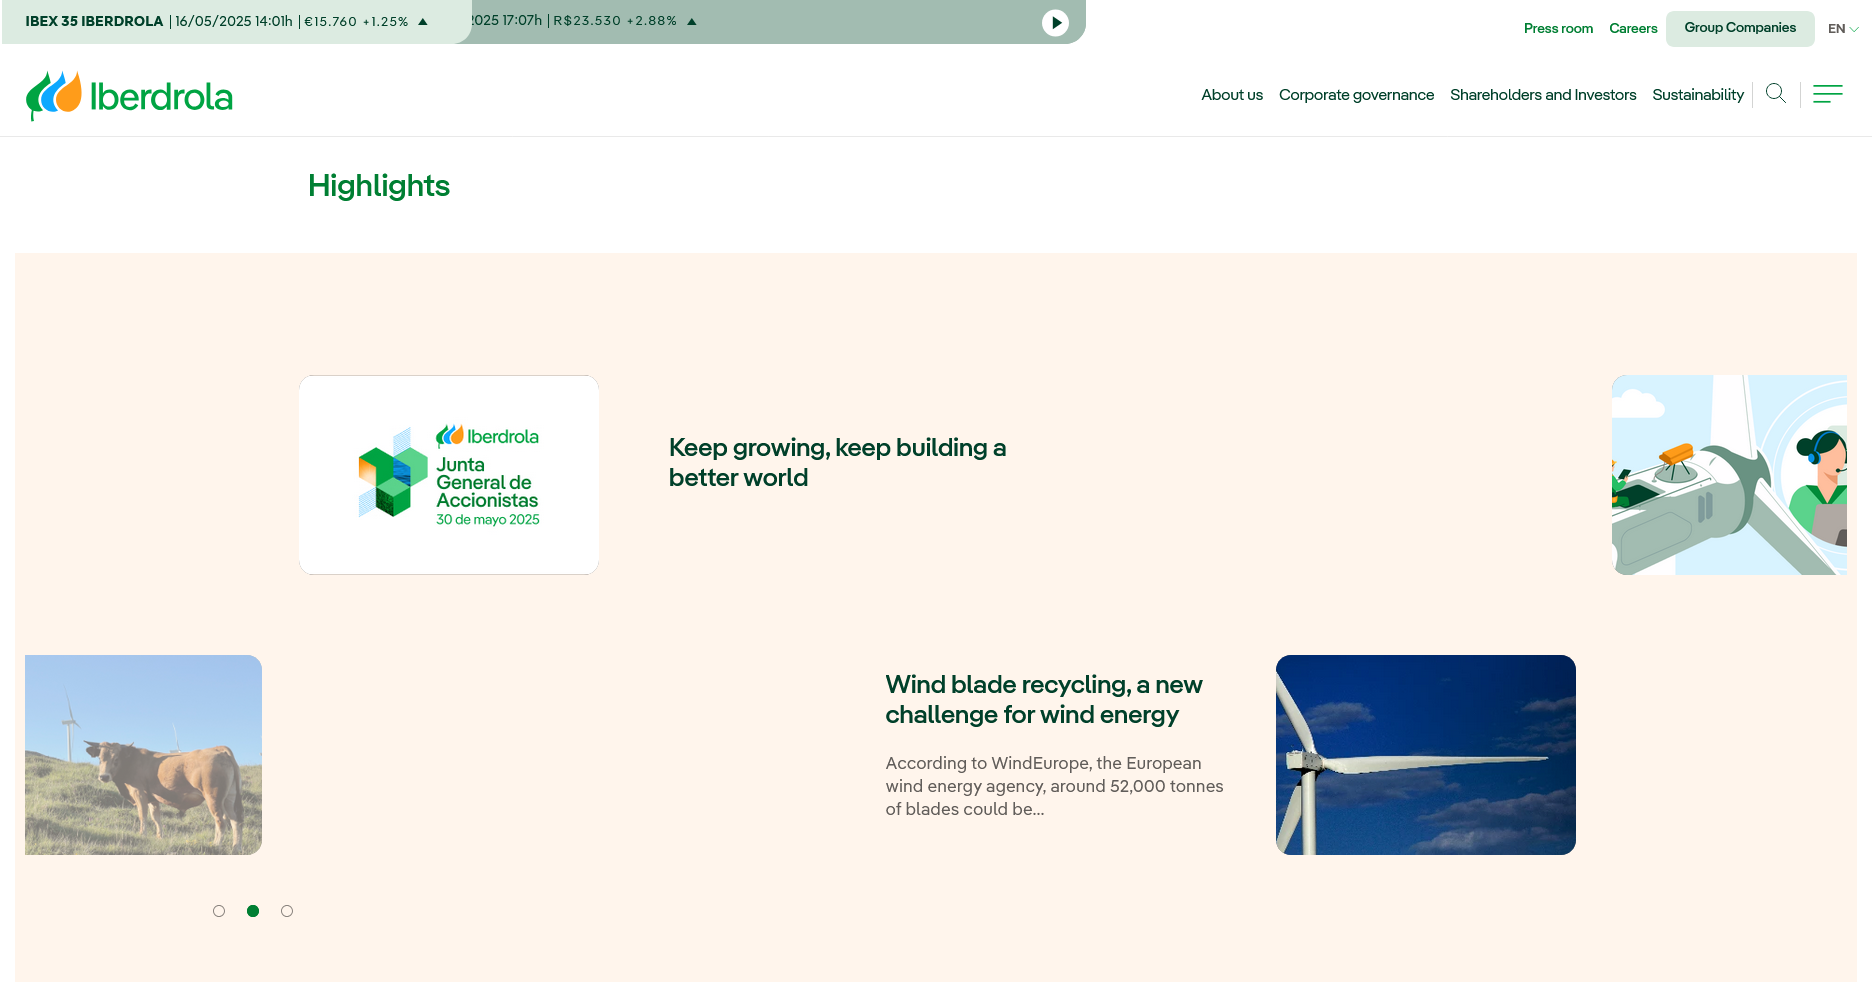 IBEX 35 IBERDROLA | 16/05/2025 14:01h | €15.760 +1.25% ▲
2025 17:07h | R$23.530 +2.88% ▲
Press room
Careers
Group Companies
EN
Iberdrola
About us
Corporate governance
Shareholders and Investors
Sustainability
Highlights
Iberdrola
Junta
General de
Accionistas
30 de mayo 2025
Keep growing, keep building a
better world
Wind blade recycling, a new
challenge for wind energy
According to WindEurope, the European
wind energy agency, around 52,000 tonnes
of blades could be...